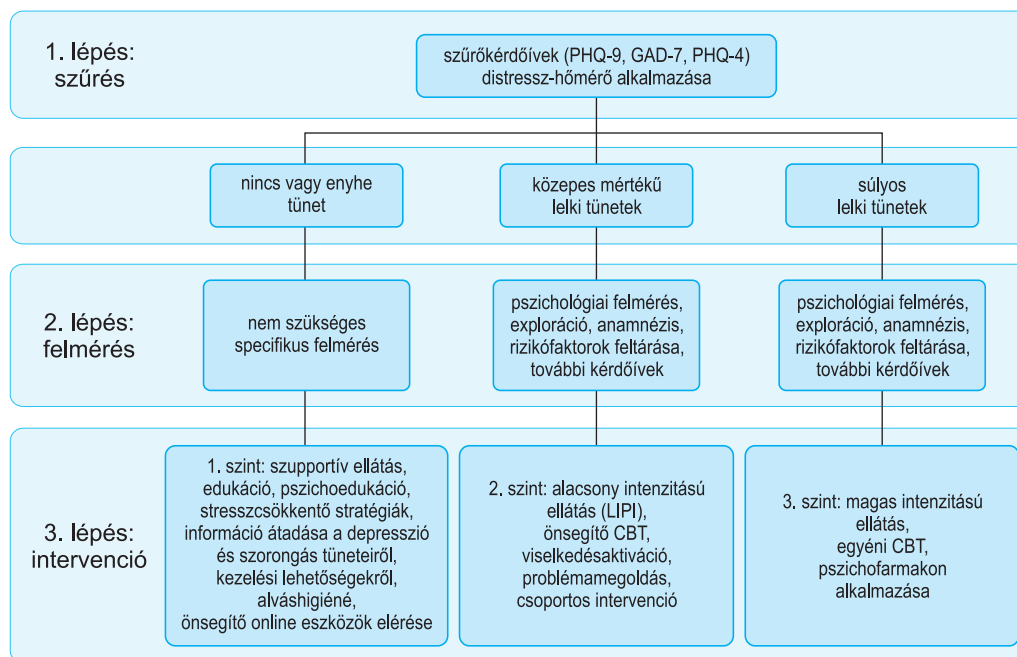 1. lépés:
szűrés
szűrőkérdőívek (PHQ-9, GAD-7, PHQ-4)
distressz-hőmérő alkalmazása
nincs vagy enyhe
tünet
közepes mértékű
lelki tünetek
súlyos
lelki tünetek
2. lépés:
felmérés
nem szükséges
specifikus felmérés
pszichológiai felmérés,
exploráció, anamnézis,
rizikófaktorok feltárása,
további kérdőívek
pszichológiai felmérés,
exploráció, anamnézis,
rizikófaktorok feltárása,
további kérdőívek
3. lépés:
intervenció
1. szint: szupportív ellátás,
edukáció, pszichoedukáció,
stresszcsökkentő stratégiák,
információ átadása a depresszió
és szorongás tüneteiről,
kezelési lehetőségekről,
alváshigiéné,
önsegítő online eszközök elérése
2. szint: alacsony intenzitású
ellátás (LIPI),
önsegítő CBT,
viselkedésaktiváció,
problémamegoldás,
csoportos intervenció
3. szint: magas intenzitású
ellátás,
egyéni CBT,
pszichofarmakon
alkalmazása